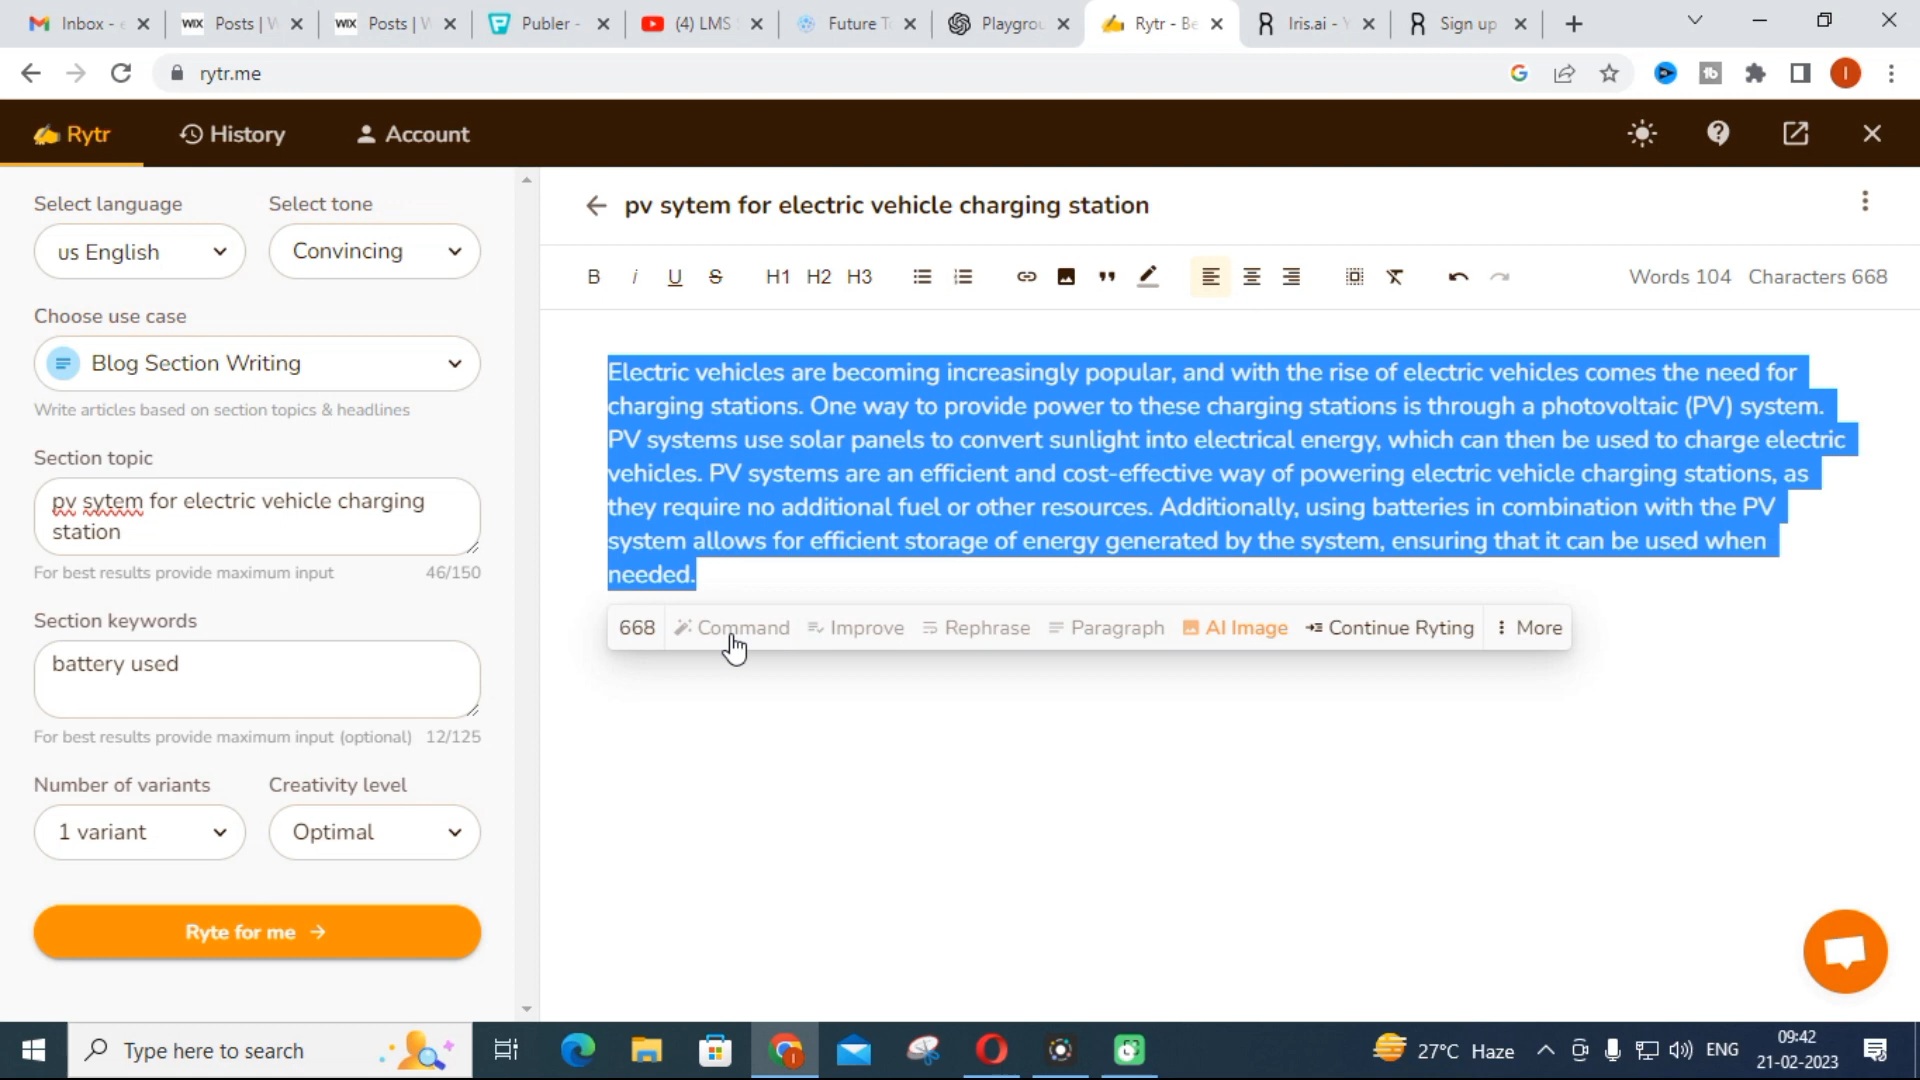 Inbox -
Posts | W
Posts | W
Publer -
(4) LMS
Future To
Playgrou
Rytr - Be
Iris.ai - Y
Sign up
rytr.me
Rytr
History
Account
Select language
Select tone
us English
Convincing
Choose use case
Blog Section Writing
Write articles based on section topics & headlines
Section topic
pv sytem for electric vehicle charging
station
For best results provide maximum input 46/150
Section keywords
battery used
For best results provide maximum input (optional) 12/125
Number of variants
Creativity level
1 variant
Optimal
Ryte for me
pv sytem for electric vehicle charging station
B i U S H1 H2 H3
Words 104 Characters 668
Electric vehicles are becoming increasingly popular, and with the rise of electric vehicles comes the need for
charging stations. One way to provide power to these charging stations is through a photovoltaic (PV) system.
PV systems use solar panels to convert sunlight into electrical energy, which can then be used to charge electric
vehicles. PV systems are an efficient and cost-effective way of powering electric vehicle charging stations, as
they require no additional fuel or other resources. Additionally, using batteries in combination with the PV
system allows for efficient storage of energy generated by the system, ensuring that it can be used when
needed.
668 Command Improve Rephrase Paragraph AI Image Continue Ryting More
Type here to search
27°C Haze
ENG
09:42
21-02-2023